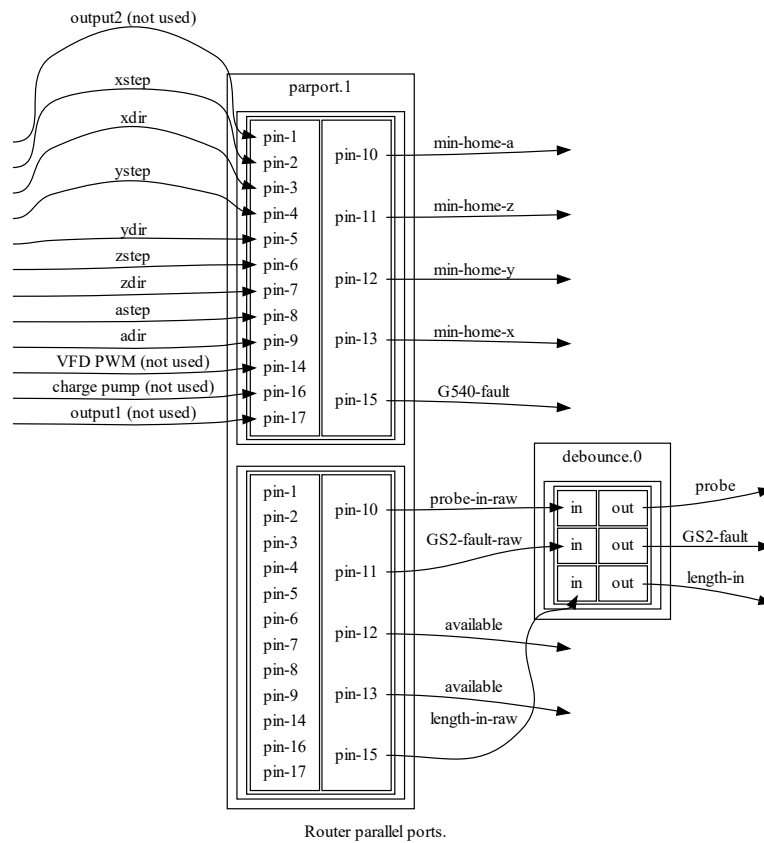 output2 (not used)
xstep
xdir
ystep
ydir
zstep
zdir
astep
adir
VFD PWM (not used)
charge pump (not used)
output1 (not used)
parport.1
pin-1
pin-2
pin-3
pin-4
pin-5
pin-6
pin-7
pin-8
pin-9
pin-14
pin-16
pin-17
pin-10
pin-11
pin-12
pin-13
pin-15
min-home-a
min-home-z
min-home-y
min-home-x
G540-fault
pin-1
pin-2
pin-3
pin-4
pin-5
pin-6
pin-7
pin-8
pin-9
pin-14
pin-16
pin-17
pin-10
pin-11
pin-12
pin-13
pin-15
probe-in-raw
GS2-fault-raw
available
available
length-in-raw
debounce.0
in
out
in
out
in
out
probe
GS2-fault
length-in
Router parallel ports.